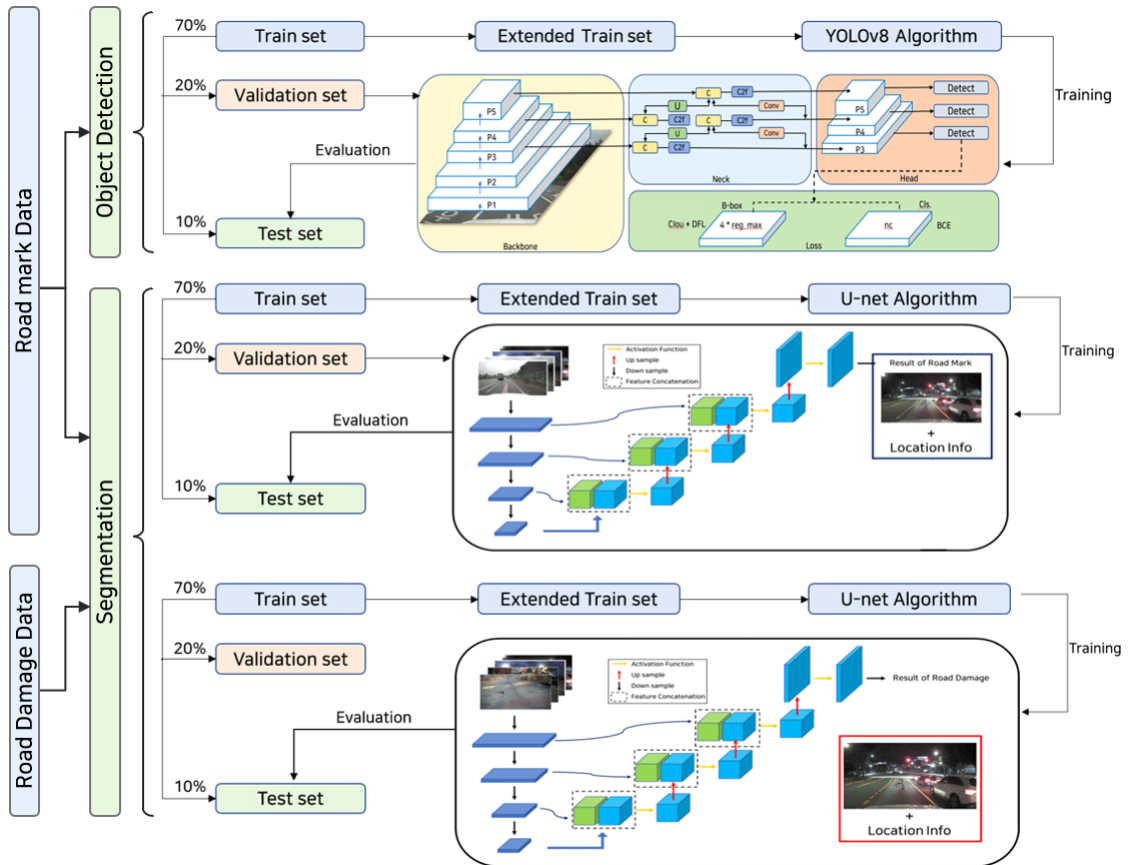 Road mark Data
Road Damage Data
Object Detection
Segmentation
70%
Train set
Extended Train set
YOLOv8 Algorithm
20%
Validation set
Training
Evaluation
10%
Test set
P5
P4
P3
P2
P1
Backbone
C
C2f
U
C
C2f
C
C2f
Conv
U
C
C2f
Conv
Neck
P5
P4
P3
Detect
Detect
Detect
Head
B-box
Cls.
Clou + DFL
4 * reg_max
nc
BCE
Loss
70%
Train set
Extended Train set
U-net Algorithm
20%
Validation set
Training
Evaluation
10%
Test set
Activation Function
Up sample
Down sample
Feature Concatenation
Result of Road Mark
+
Location Info
70%
Train set
Extended Train set
U-net Algorithm
20%
Validation set
Training
Evaluation
10%
Test set
Activation Function
Up sample
Down sample
Feature Concatenation
Result of Road Damage
+
Location Info